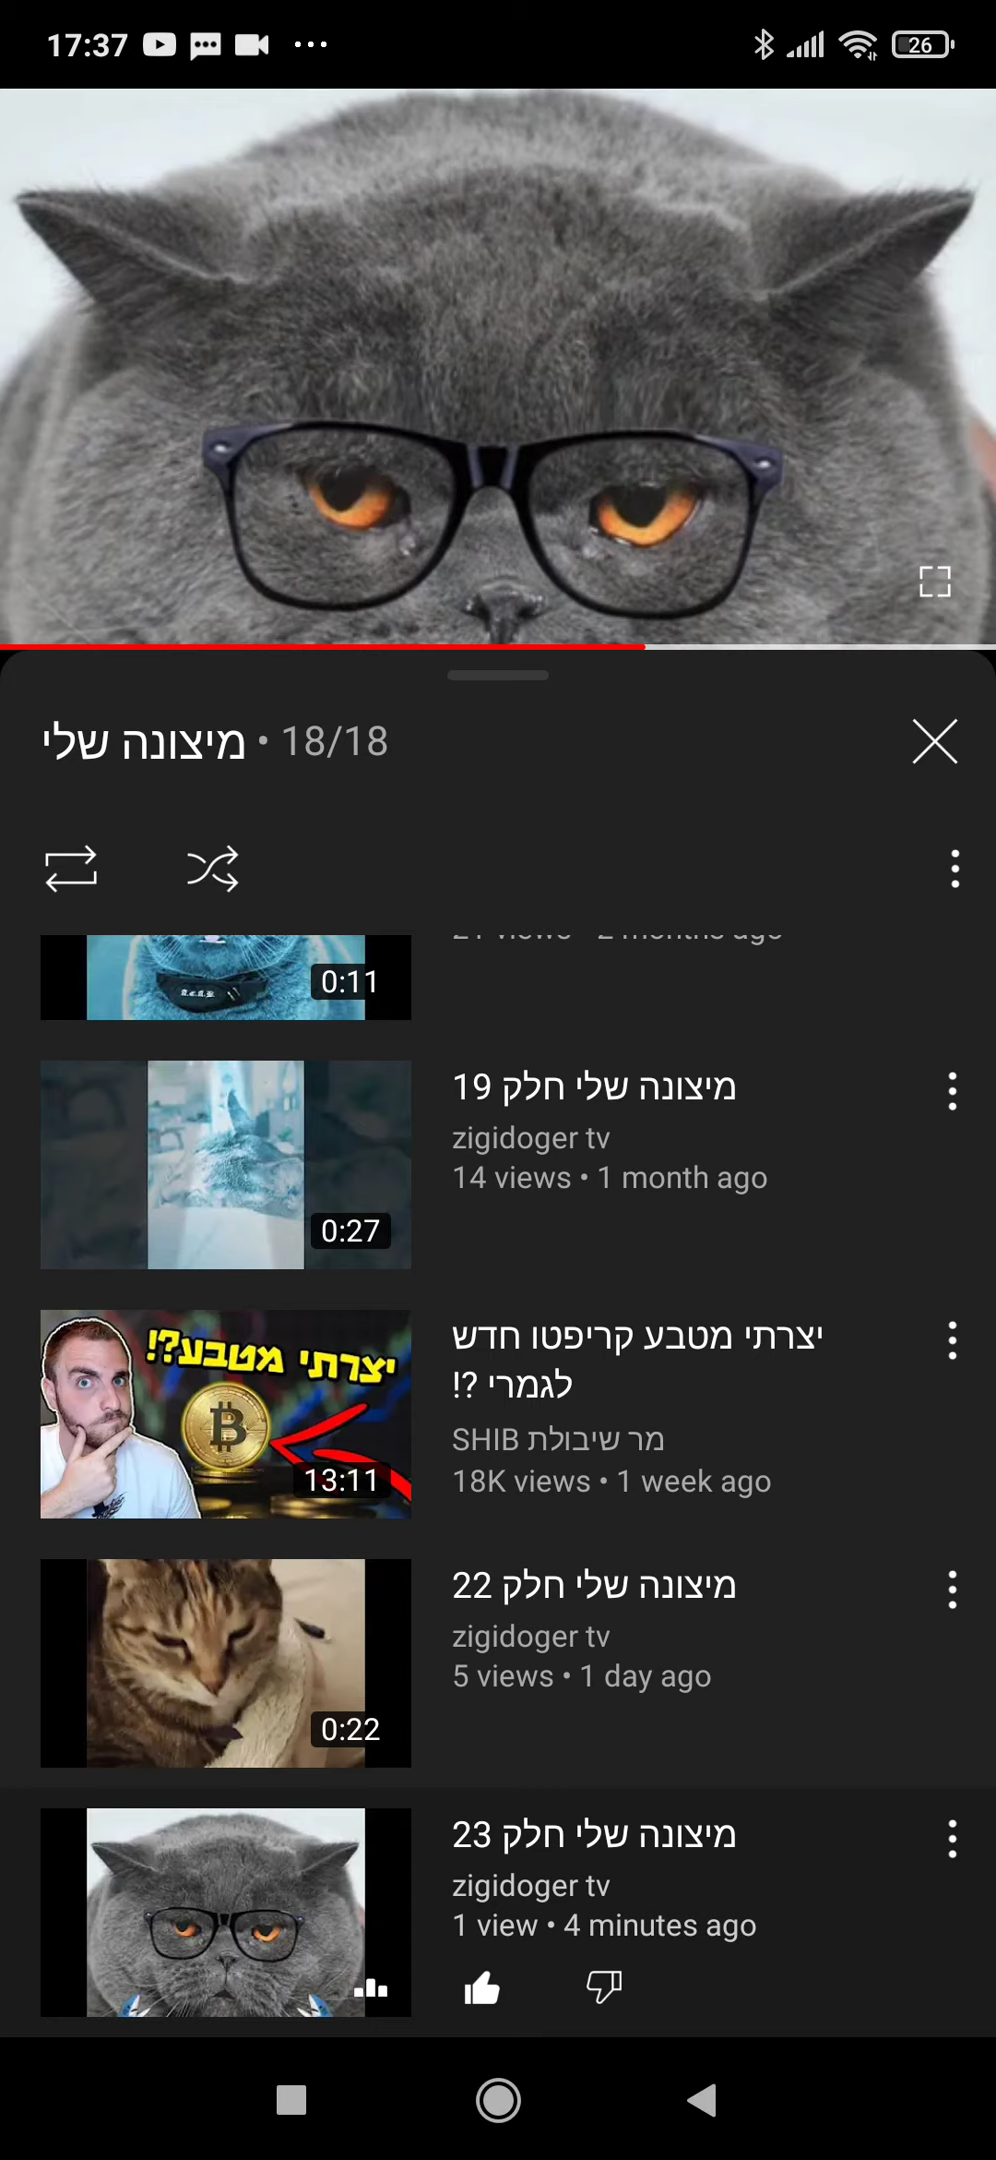 17:37
26
מיצונה שלי • 18/18
0:11
מיצונה שלי חלק 19
zigidoger tv
14 views • 1 month ago
0:27
יצרתי מטבע?!
13:11
יצרתי מטבע קריפטו חדש
לגמרי ?!
מר שיבולת SHIB
18K views • 1 week ago
מיצונה שלי חלק 22
zigidoger tv
5 views • 1 day ago
0:22
מיצונה שלי חלק 23
zigidoger tv
1 view • 4 minutes ago